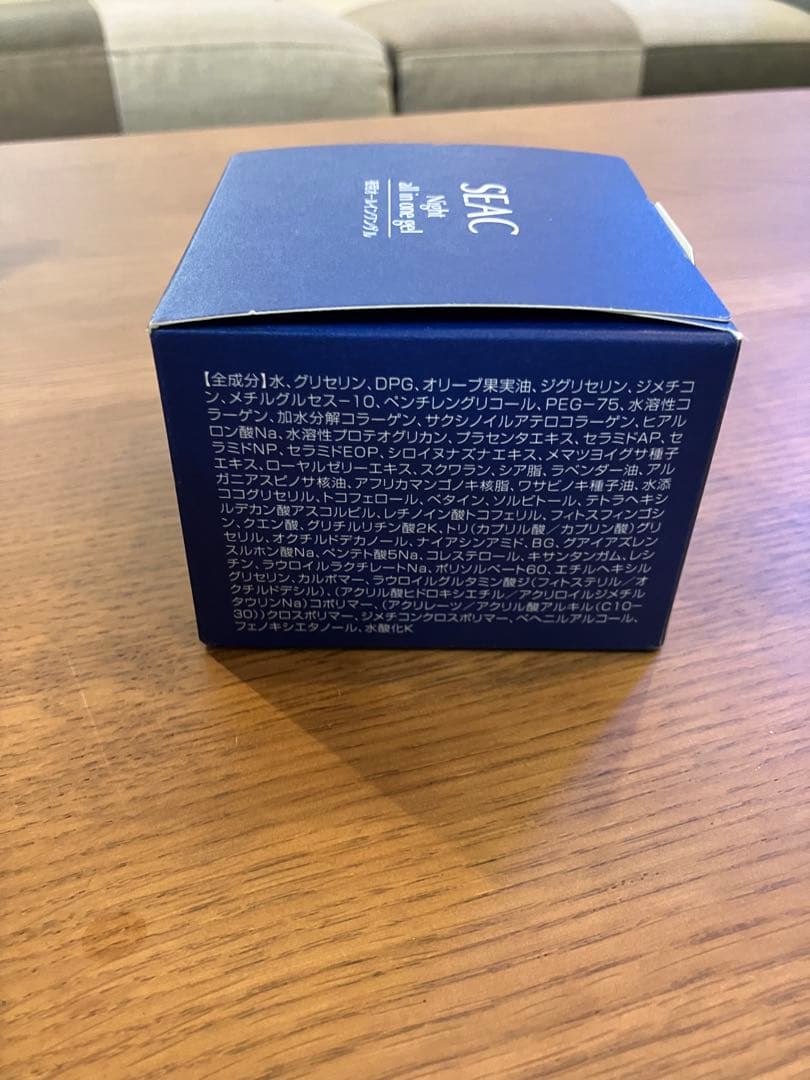 SEAC
Night
all in one gel
オールインワンゲル
【全成分】水、グリセリン、DPG、オリーブ果実油、ジグリセリン、ジメチコ
ン、メチルグルセス-10、ペンチレングリコール、PEG-75、水溶性コ
ラーゲン、加水分解コラーゲン、サクシノイルアテロコラーゲン、ヒアル
ロン酸Na、水溶性プロテオグリカン、プラセンタエキス、セラミドAP、セ
ラミドNP、セラミドEOP、シロイヌナズナエキス、メマツヨイグサ種子
エキス、ローヤルゼリーエキス、スクワラン、シア脂、ラベンダー油、アル
ガニアスピノサ核油、アフリカマンゴノキ核脂、ワサビノキ種子油、水添
ココグリセリル、トコフェロール、ベタイン、ソルビトール、テトラヘキシ
ルデカン酸アスコルビル、レチノイン酸トコフェリル、フィトスフィンゴシ
ン、クエン酸、グリチルリチン酸2K、トリ(カプリル酸/カプリン酸)グリ
セリル、オクチルドデカノール、ナイアシンアミド、BG、グアイアズレン
スルホン酸Na、ペンテト酸5Na、コレステロール、キサンタンガム、レシ
チン、ラウロイルラクチレートNa、ポリソルベート60、エチルヘキシル
グリセリン、カルボマー、ラウロイルグルタミン酸ジ(フィトステリル/オ
クチルドデシル)、(アクリル酸ヒドロキシエチル/アクリロイルジメチル
タウリンNa)コポリマー、(アクリレーツ/アクリル酸アルキル(C10-
30))クロスポリマー、ジメチコンクロスポリマー、ベヘニルアルコール、
フェノキシエタノール、水酸化K